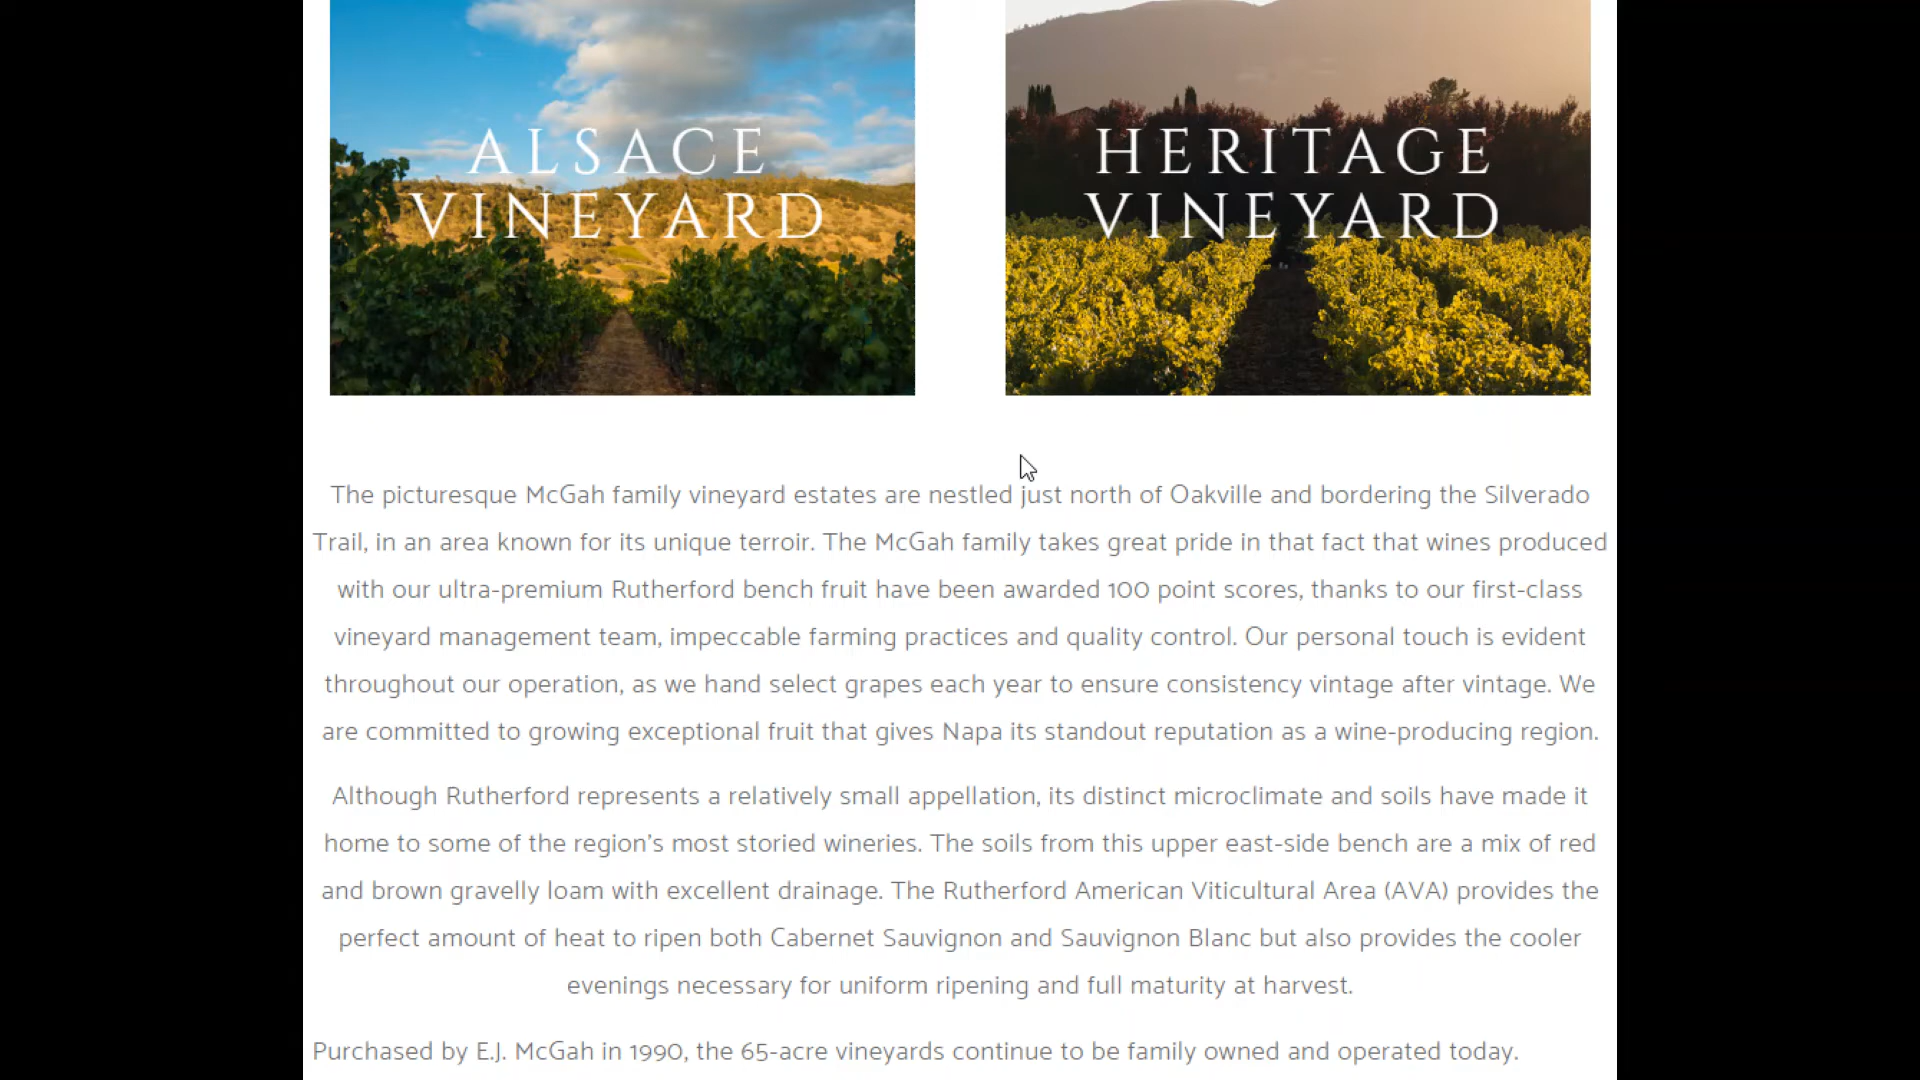 ALSACE
VINEYARD
HERITAGE
VINEYARD
The picturesque McGah family vineyard estates are nestled just north of Oakville and bordering the Silverado
Trail, in an area known for its unique terroir. The McGah family takes great pride in that fact that wines produced
with our ultra-premium Rutherford bench fruit have been awarded 100 point scores, thanks to our first-class
vineyard management team, impeccable farming practices and quality control. Our personal touch is evident
throughout our operation, as we hand select grapes each year to ensure consistency vintage after vintage. We
are committed to growing exceptional fruit that gives Napa its standout reputation as a wine-producing region.
Although Rutherford represents a relatively small appellation, its distinct microclimate and soils have made it
home to some of the region's most storied wineries. The soils from this upper east-side bench are a mix of red
and brown gravelly loam with excellent drainage. The Rutherford American Viticultural Area (AVA) provides the
perfect amount of heat to ripen both Cabernet Sauvignon and Sauvignon Blanc but also provides the cooler
evenings necessary for uniform ripening and full maturity at harvest.
Purchased by E.J. McGah in 1990, the 65-acre vineyards continue to be family owned and operated today.